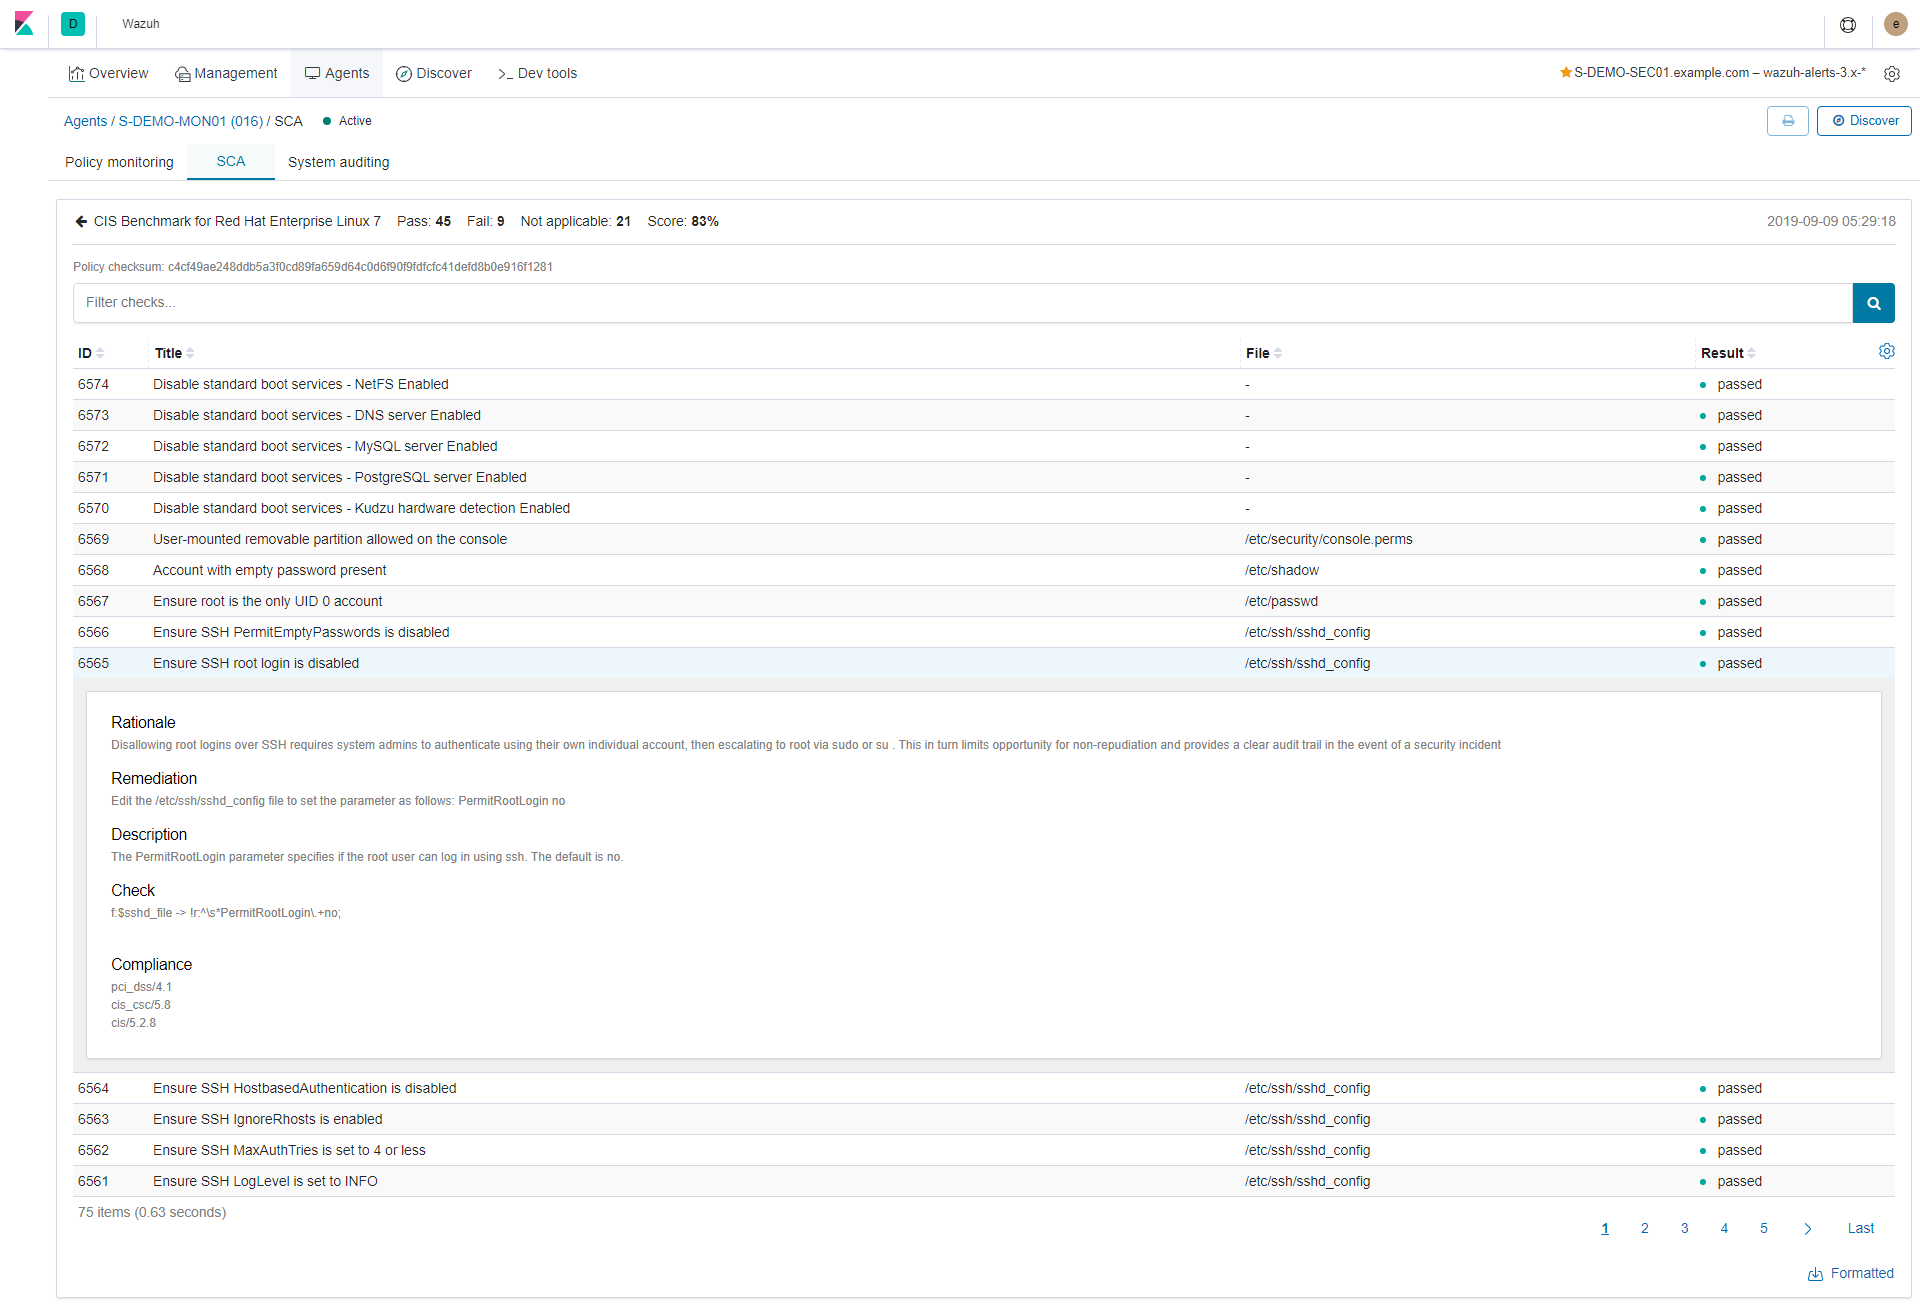 D Wazuh e
Overview Management Agents Discover >_ Dev tools S-DEMO-SEC01.example.com – wazuh-alerts-3.x-*
Agents / S-DEMO-MON01 (016) / SCA Active Discover
Policy monitoring SCA System auditing
CIS Benchmark for Red Hat Enterprise Linux 7 Pass: 45 Fail: 9 Not applicable: 21 Score: 83% 2019-09-09 05:29:18
Policy checksum: c4cf49ae248ddb5a3f0cd89fa659d64c0d6f90f9fdfcfc41defd8b0e916f1281
Filter checks...
ID Title File Result
6574 Disable standard boot services - NetFS Enabled - passed
6573 Disable standard boot services - DNS server Enabled - passed
6572 Disable standard boot services - MySQL server Enabled - passed
6571 Disable standard boot services - PostgreSQL server Enabled - passed
6570 Disable standard boot services - Kudzu hardware detection Enabled - passed
6569 User-mounted removable partition allowed on the console /etc/security/console.perms passed
6568 Account with empty password present /etc/shadow passed
6567 Ensure root is the only UID 0 account /etc/passwd passed
6566 Ensure SSH PermitEmptyPasswords is disabled /etc/ssh/sshd_config passed
6565 Ensure SSH root login is disabled /etc/ssh/sshd_config passed
Rationale
Disallowing root logins over SSH requires system admins to authenticate using their own individual account, then escalating to root via sudo or su . This in turn limits opportunity for non-repudiation and provides a clear audit trail in the event of a security incident
Remediation
Edit the /etc/ssh/sshd_config file to set the parameter as follows: PermitRootLogin no
Description
The PermitRootLogin parameter specifies if the root user can log in using ssh. The default is no.
Check
f:$sshd_file -> !r:^\s*PermitRootLogin\.+no;
Compliance
pci_dss/4.1
cis_csc/5.8
cis/5.2.8
6564 Ensure SSH HostbasedAuthentication is disabled /etc/ssh/sshd_config passed
6563 Ensure SSH IgnoreRhosts is enabled /etc/ssh/sshd_config passed
6562 Ensure SSH MaxAuthTries is set to 4 or less /etc/ssh/sshd_config passed
6561 Ensure SSH LogLevel is set to INFO /etc/ssh/sshd_config passed
75 items (0.63 seconds)
1 2 3 4 5 Last
Formatted